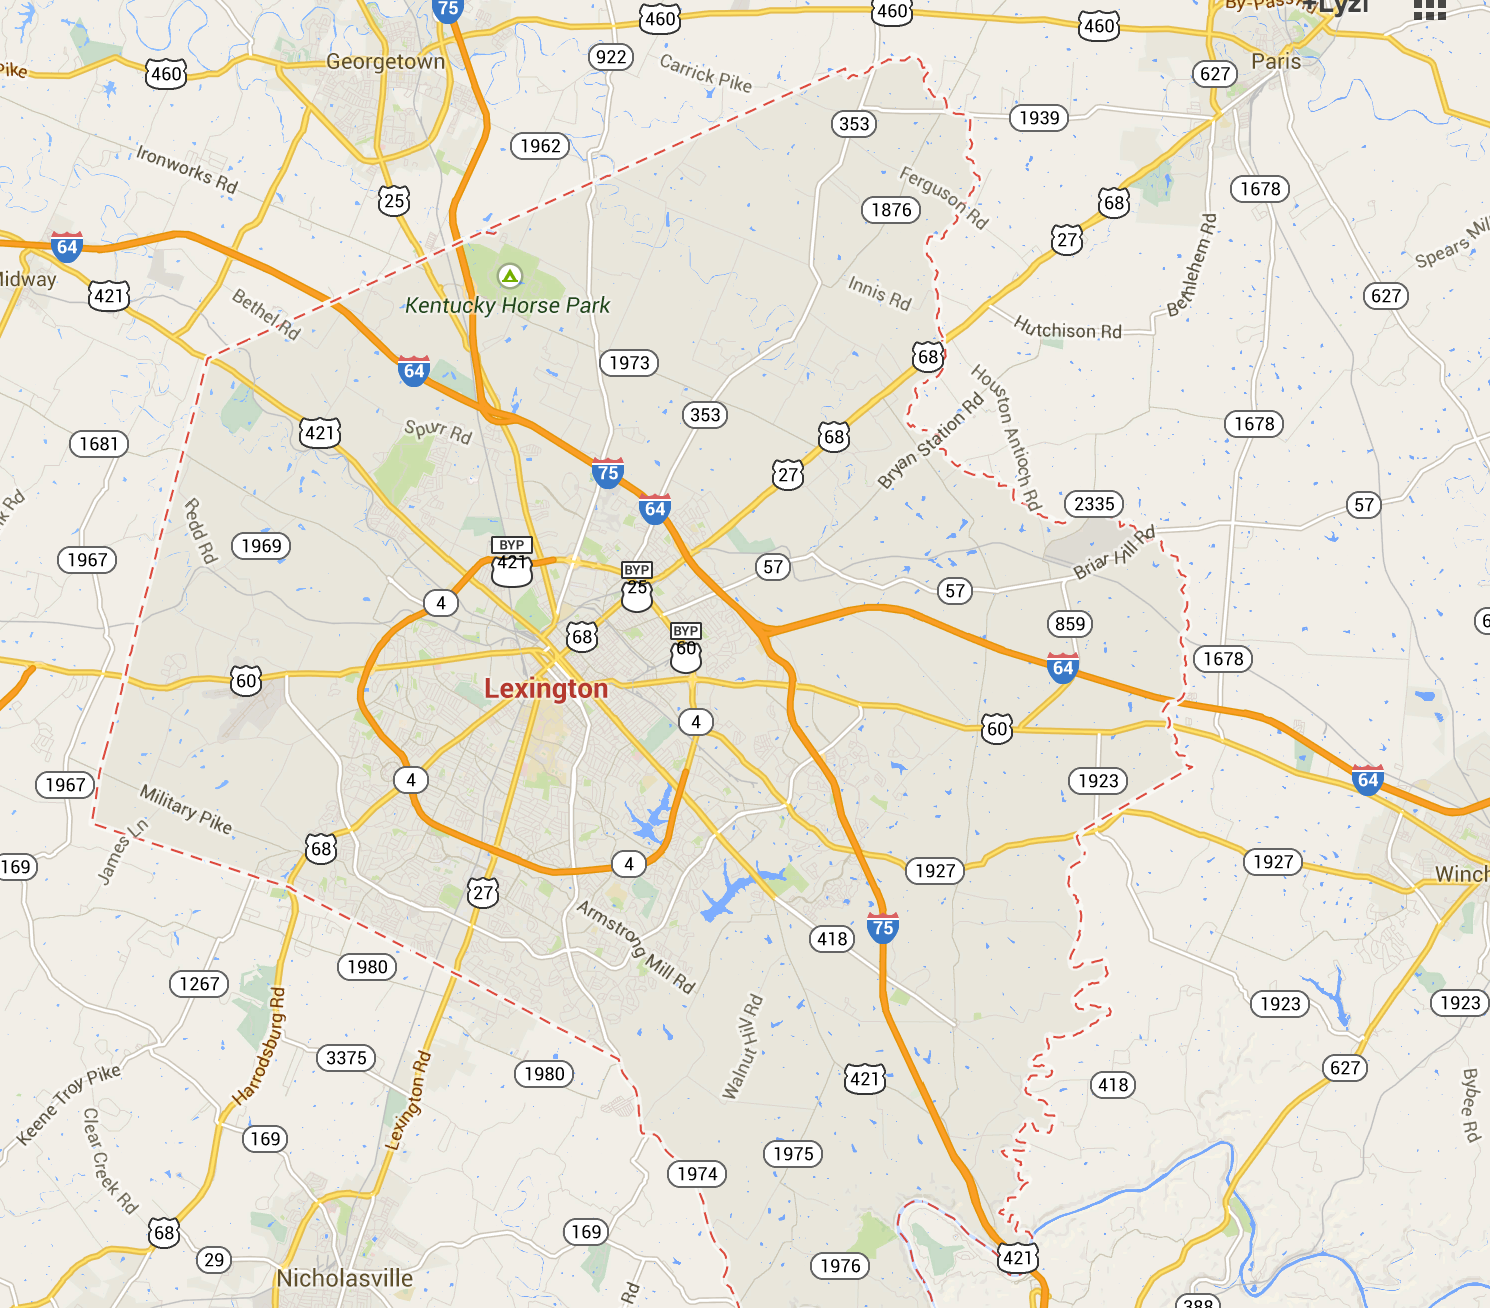 75
460
460
460
By-Pass Rd
+Lyzl
Georgetown
922
Carrick Pike
627
Paris
Pike
460
353
1939
1962
Ironworks Rd
25
Ferguson Rd
1876
68
1678
27
64
Bethlehem Rd
Spears Mill
Midway
421
Bethel Rd
Kentucky Horse Park
Innis Rd
627
Hutchison Rd
64
1973
68
Houston Antioch Rd
353
Bryan Station Rd
1678
421
Spurr Rd
68
1681
75
27
64
2335
57
Redd Rd
1969
BYP
421
Briar Hill Rd
1967
BYP
25
57
57
4
859
68
BYP
60
64
1678
60
Lexington
4
60
1967
4
1923
64
Military Pike
James Ln
68
4
1927
1927
169
Winch
27
Armstrong Mill Rd
418
75
1980
1267
1923
1923
Harrodsburg Rd
Walnut Hill Rd
3375
1980
421
418
627
Keene Troy Pike
Lexington Rd
Clear Creek Rd
169
Bybee Rd
1975
1974
68
169
29
1976
421
Nicholasville
Rd
388